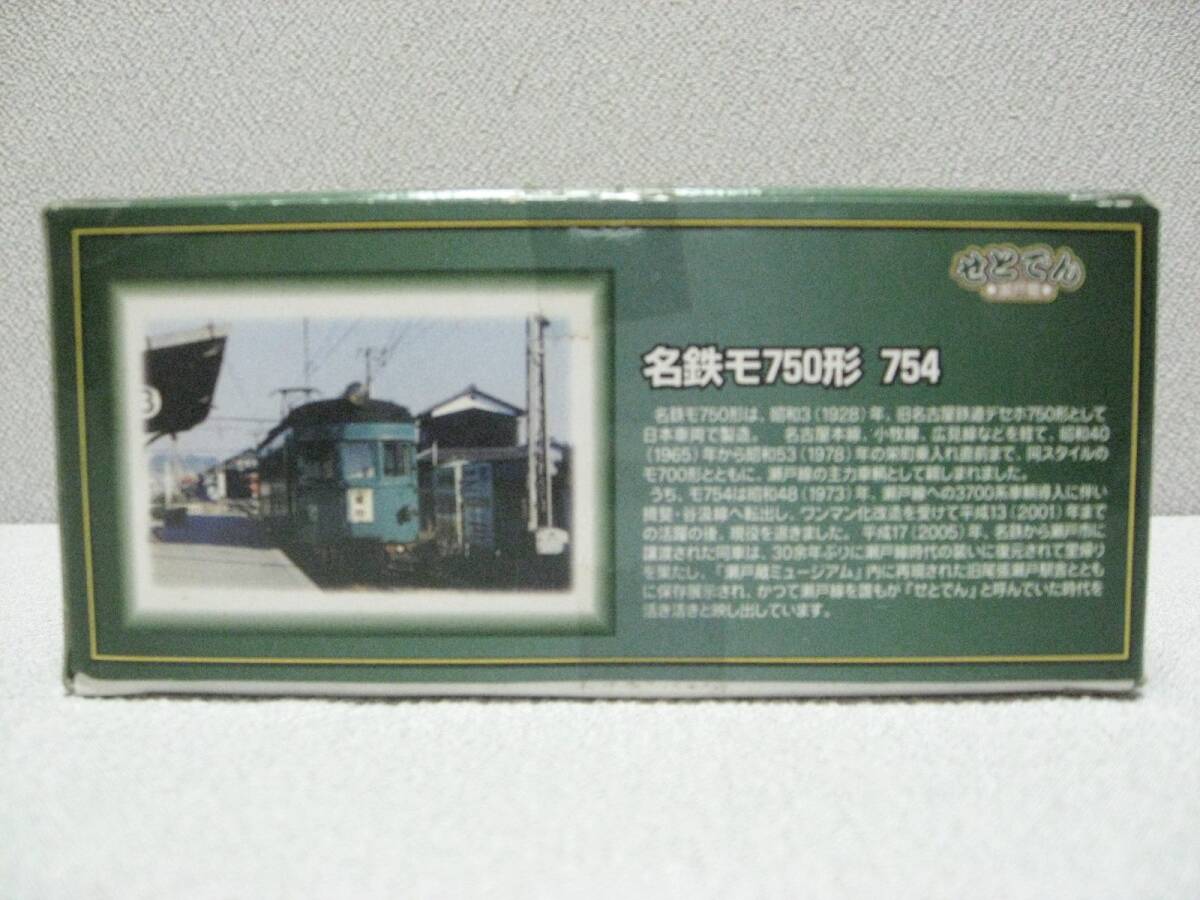 せとてん
名鉄モ750形 754
名鉄モ750形は、昭和3(1928)年、旧名古屋鉄道デセホ750形として
日本車両で製造。 名古屋本線、小牧線、広見線などを経て、昭和40
(1965)年から昭和53(1978)年の栄町乗入れ直前まで、同スタイルの
モ700形とともに、瀬戸線の主力車輌として親しまれました。
うち、モ754は昭和48(1973)年、瀬戸線への3700系車輌導入に伴い
揖斐・谷汲線へ転出し、ワンマン化改造を受けて平成13(2001)年まで
の活躍の後、現役を退きました。 平成17(2005)年、名鉄から瀬戸市に
譲渡された同車は、30余年ぶりに瀬戸線時代の装いに復元されて里帰り
を果たし、「瀬戸蔵ミュージアム」内に再現された旧尾張瀬戸駅舎ととも
に保存展示され、かつて瀬戸線を誰もが『せとでん』と呼んでいた時代を
活き活きと映し出しています。
3